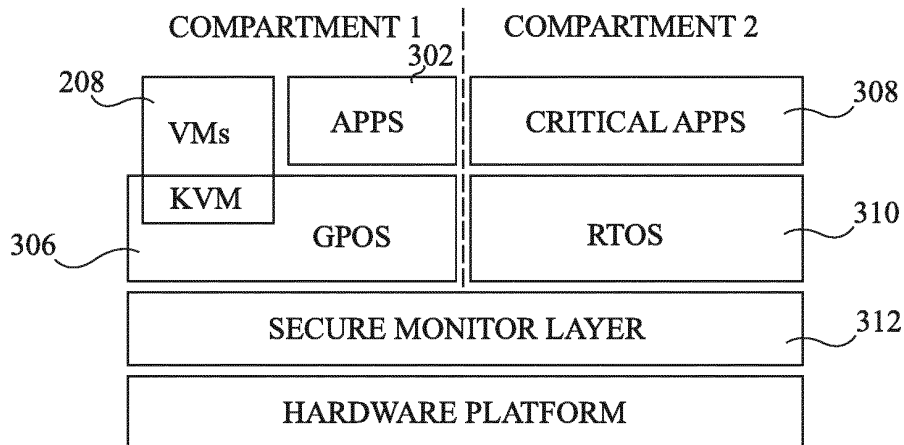 COMPARTMENT 1
COMPARTMENT 2
302
208
308
VMs
APPS
CRITICAL APPS
KVM
306
GPOS
RTOS
310
SECURE MONITOR LAYER
312
HARDWARE PLATFORM